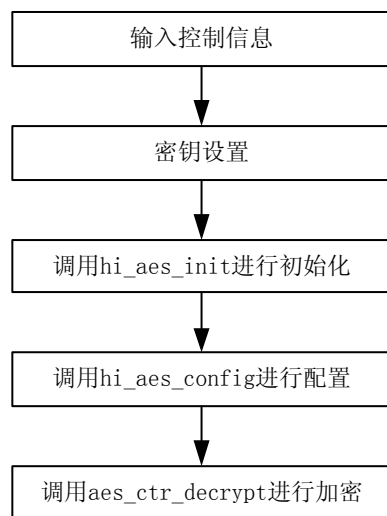 输入控制信息
密钥设置
调用hi_aes_init进行初始化
调用hi_aes_config进行配置
调用aes_ctr_decrypt进行加密